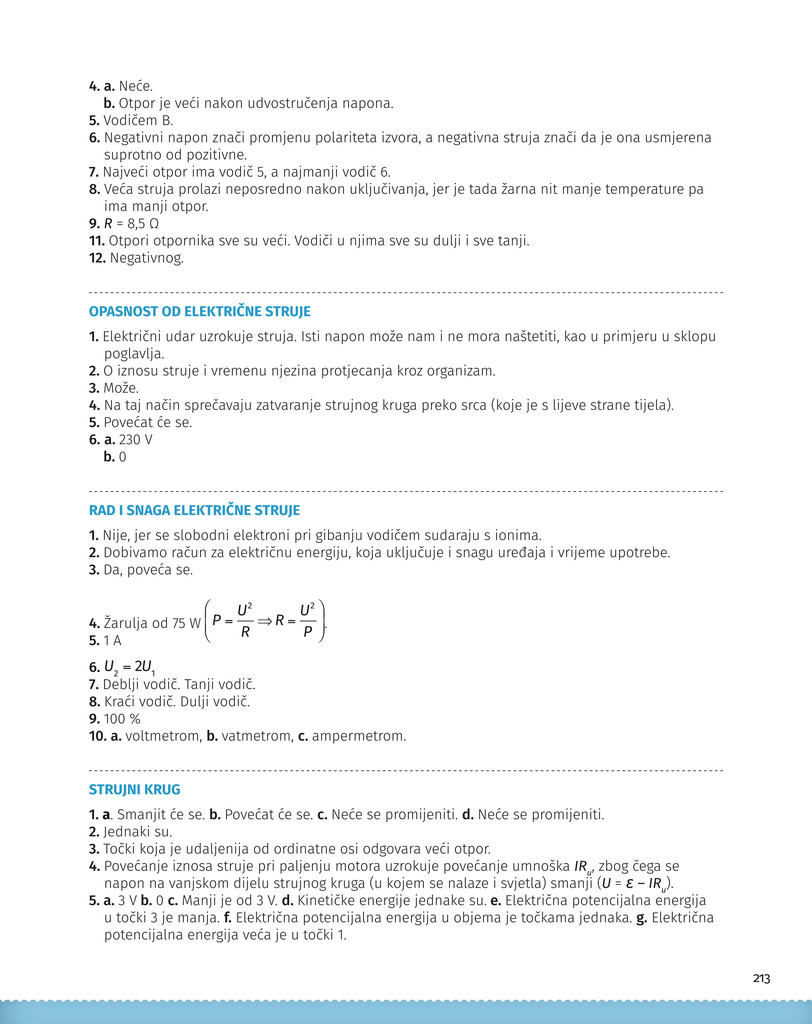 4. a. Neće.
b. Otpor je veći nakon udvostručenja napona.
5. Vodičem B.
6. Negativni napon znači promjenu polariteta izvora, a negativna struja znači da je ona usmjerena
suprotno od pozitivne.
7. Najveći otpor ima vodič 5, a najmanji vodič 6.
8. Veća struja prolazi neposredno nakon uključivanja, jer je tada žarna nit manje temperature pa
ima manji otpor.
9. R = 8,5 Ω
11. Otpori otpornika sve su veći. Vodiči u njima sve su dulji i sve tanji.
12. Negativnog.
OPASNOST OD ELEKTRIČNE STRUJE
1. Električni udar uzrokuje struja. Isti napon može nam i ne mora naštetiti, kao u primjeru u sklopu
poglavlja.
2. O iznosu struje i vremenu njezina protjecanja kroz organizam.
3. Može.
4. Na taj način sprečavaju zatvaranje strujnog kruga preko srca (koje je s lijeve strane tijela).
5. Povećat će se.
6. a. 230 V
b. 0
RAD I SNAGA ELEKTRIČNE STRUJE
1. Nije, jer se slobodni elektroni pri gibanju vodičem sudaraju s ionima.
2. Dobivamo račun za električnu energiju, koja uključuje i snagu uređaja i vrijeme upotrebe.
3. Da, poveća se.
4. Žarulja od 75 W (P = U²/R ⇒ R = U²/P).
5. 1 A
6. U₂ = 2U₁
7. Deblji vodič. Tanji vodič.
8. Kraći vodič. Dulji vodič.
9. 100 %
10. a. voltmetrom, b. vatmetrom, c. ampermetrom.
STRUJNI KRUG
1. a. Smanjit će se. b. Povećat će se. c. Neće se promijeniti. d. Neće se promijeniti.
2. Jednaki su.
3. Točki koja je udaljenija od ordinatne osi odgovara veći otpor.
4. Povećanje iznosa struje pri paljenju motora uzrokuje povećanje umnoška IRᵤ, zbog čega se
napon na vanjskom dijelu strujnog kruga (u kojem se nalaze i svjetla) smanji (U = ε − IRᵤ).
5. a. 3 V b. 0 c. Manji je od 3 V. d. Kinetičke energije jednake su. e. Električna potencijalna energija
u točki 3 je manja. f. Električna potencijalna energija u objema je točkama jednaka. g. Električna
potencijalna energija veća je u točki 1.
213